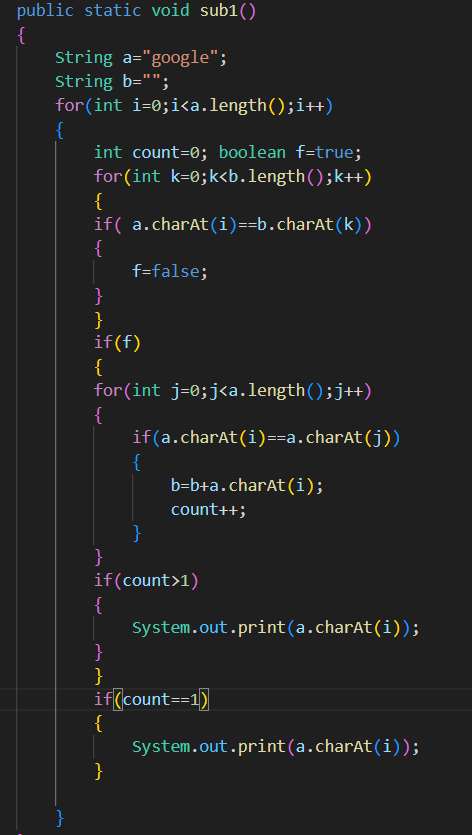 public static void sub1()
{
String a="google";
String b="";
for(int i=0;i<a.length();i++)
{
int count=0; boolean f=true;
for(int k=0;k<b.length();k++)
{
if( a.charAt(i)==b.charAt(k))
{
f=false;
}
}
if(f)
{
for(int j=0;j<a.length();j++)
{
if(a.charAt(i)==a.charAt(j))
{
b=b+a.charAt(i);
count++;
}
}
if(count>1)
{
System.out.print(a.charAt(i));
}
}
if(count==1)
{
System.out.print(a.charAt(i));
}
}